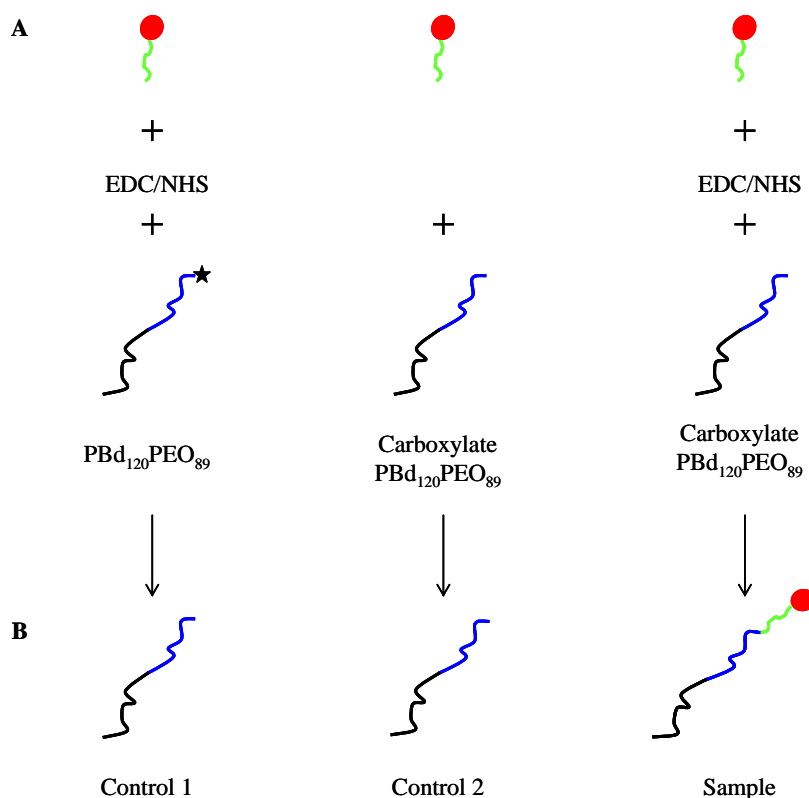 A
+ +
EDC/NHS EDC/NHS
+ + +
PBd₁₂₀PEO₈₉ Carboxylate PBd₁₂₀PEO₈₉ Carboxylate PBd₁₂₀PEO₈₉
B
Control 1 Control 2 Sample